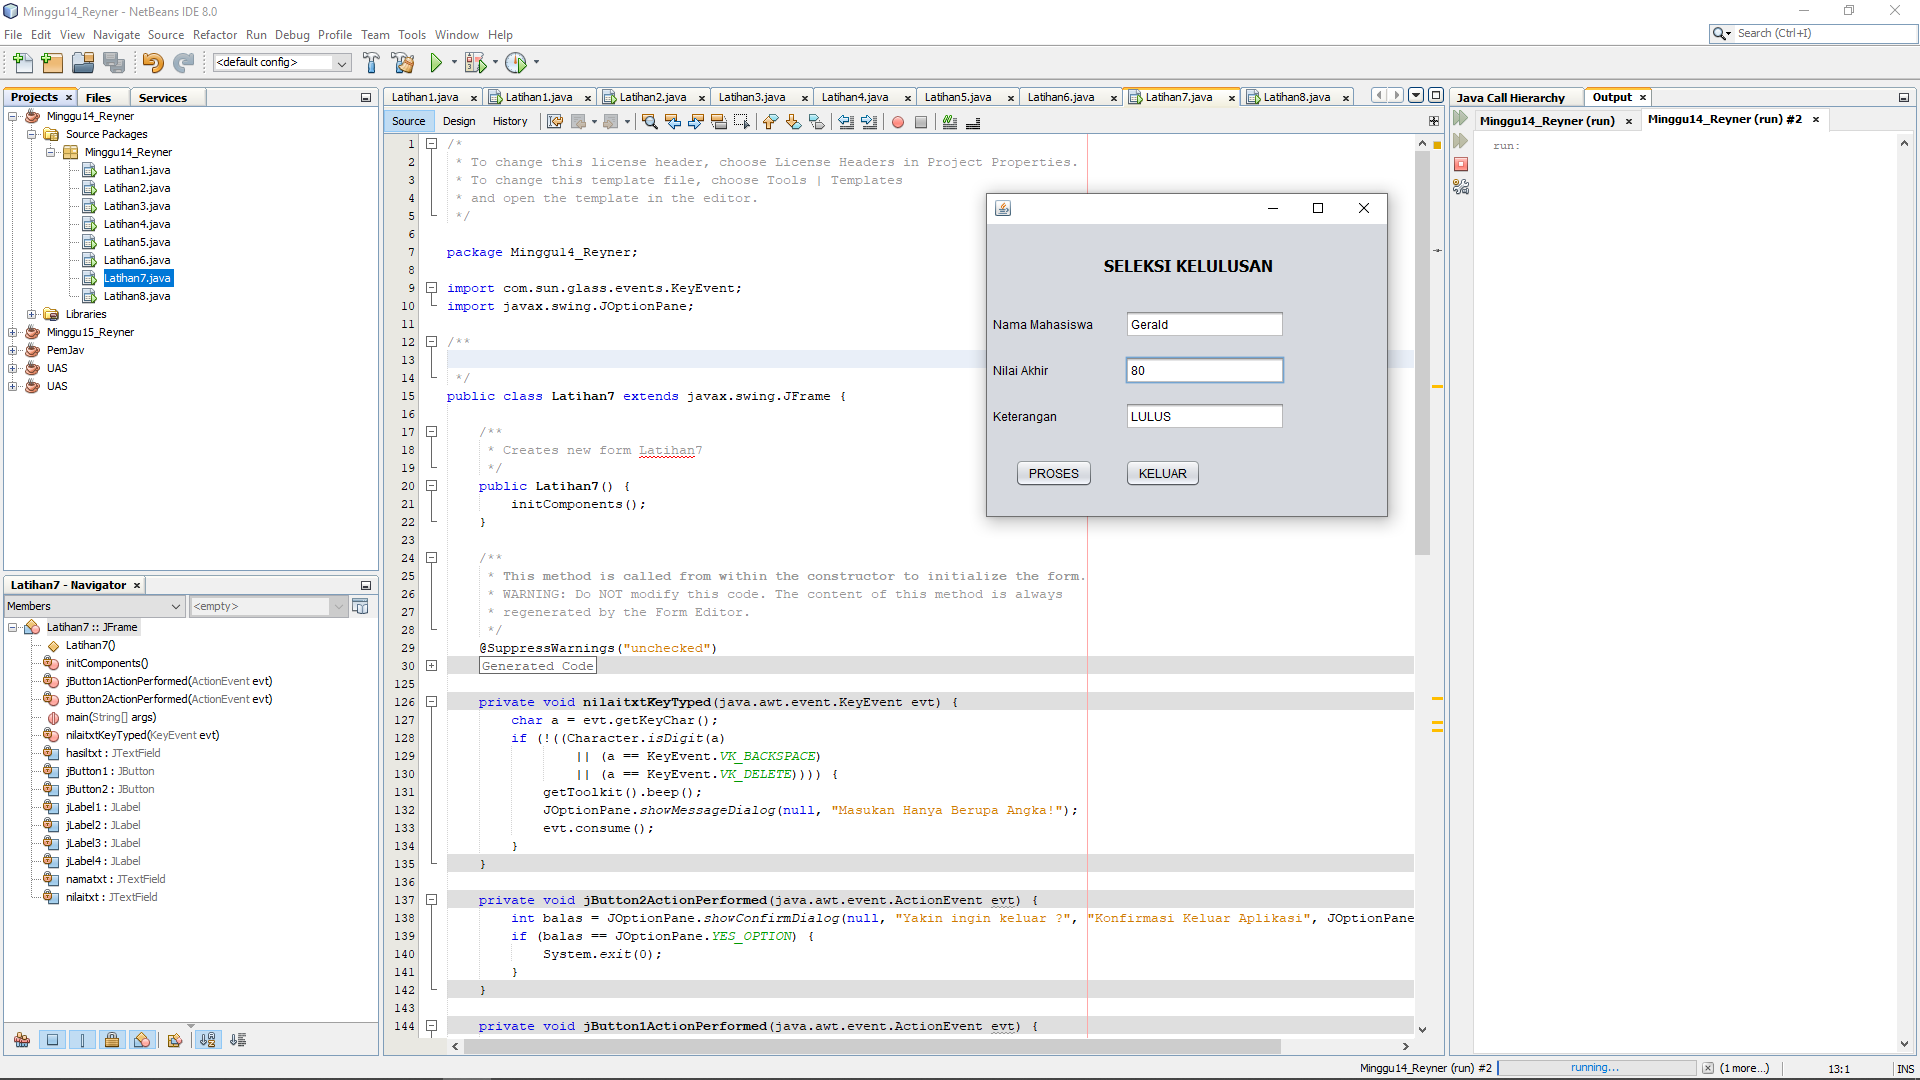 Minggu14_Reyner - NetBeans IDE 8.0
File Edit View Navigate Source Refactor Run Debug Profile Team Tools Window Help
Search (Ctrl+I)
<default config>
Projects Files Services
Minggu14_Reyner
Source Packages
Minggu14_Reyner
Latihan1.java
Latihan2.java
Latihan3.java
Latihan4.java
Latihan5.java
Latihan6.java
Latihan7.java
Latihan8.java
Libraries
Minggu15_Reyner
PemJav
UAS
UAS
Latihan7 - Navigator
Members <empty>
Latihan7 :: JFrame
Latihan7()
initComponents()
jButton1ActionPerformed(ActionEvent evt)
jButton2ActionPerformed(ActionEvent evt)
main(String[] args)
nilaitxtKeyTyped(KeyEvent evt)
hasiltxt : JTextField
jButton1 : JButton
jButton2 : JButton
jLabel1 : JLabel
jLabel2 : JLabel
jLabel3 : JLabel
jLabel4 : JLabel
namatxt : JTextField
nilaitxt : JTextField
Latihan1.java Latihan1.java Latihan2.java Latihan3.java Latihan4.java Latihan5.java Latihan6.java Latihan7.java Latihan8.java
Source Design History
1 /*
2 * To change this license header, choose License Headers in Project Properties.
3 * To change this template file, choose Tools | Templates
4 * and open the template in the editor.
5 */
6
7 package Minggu14_Reyner;
8
9 import com.sun.glass.events.KeyEvent;
10 import javax.swing.JOptionPane;
11
12 /**
13
14 */
15 public class Latihan7 extends javax.swing.JFrame {
16
17 /**
18 * Creates new form Latihan7
19 */
20 public Latihan7() {
21 initComponents();
22 }
23
24 /**
25 * This method is called from within the constructor to initialize the form.
26 * WARNING: Do NOT modify this code. The content of this method is always
27 * regenerated by the Form Editor.
28 */
29 @SuppressWarnings("unchecked")
30 Generated Code
125
126 private void nilaitxtKeyTyped(java.awt.event.KeyEvent evt) {
127 char a = evt.getKeyChar();
128 if (!((Character.isDigit(a)
129 || (a == KeyEvent.VK_BACKSPACE)
130 || (a == KeyEvent.VK_DELETE)))) {
131 getToolkit().beep();
132 JOptionPane.showMessageDialog(null, "Masukan Hanya Berupa Angka!");
133 evt.consume();
134 }
135 }
136
137 private void jButton2ActionPerformed(java.awt.event.ActionEvent evt) {
138 int balas = JOptionPane.showConfirmDialog(null, "Yakin ingin keluar ?", "Konfirmasi Keluar Aplikasi", JOptionPane
139 if (balas == JOptionPane.YES_OPTION) {
140 System.exit(0);
141 }
142 }
143
144 private void jButton1ActionPerformed(java.awt.event.ActionEvent evt) {
SELEKSI KELULUSAN
Nama Mahasiswa Gerald
Nilai Akhir 80
Keterangan LULUS
PROSES KELUAR
Java Call Hierarchy Output
Minggu14_Reyner (run) Minggu14_Reyner (run) #2
run:
Minggu14_Reyner (run) #2 running... (1 more...) 13:1 INS